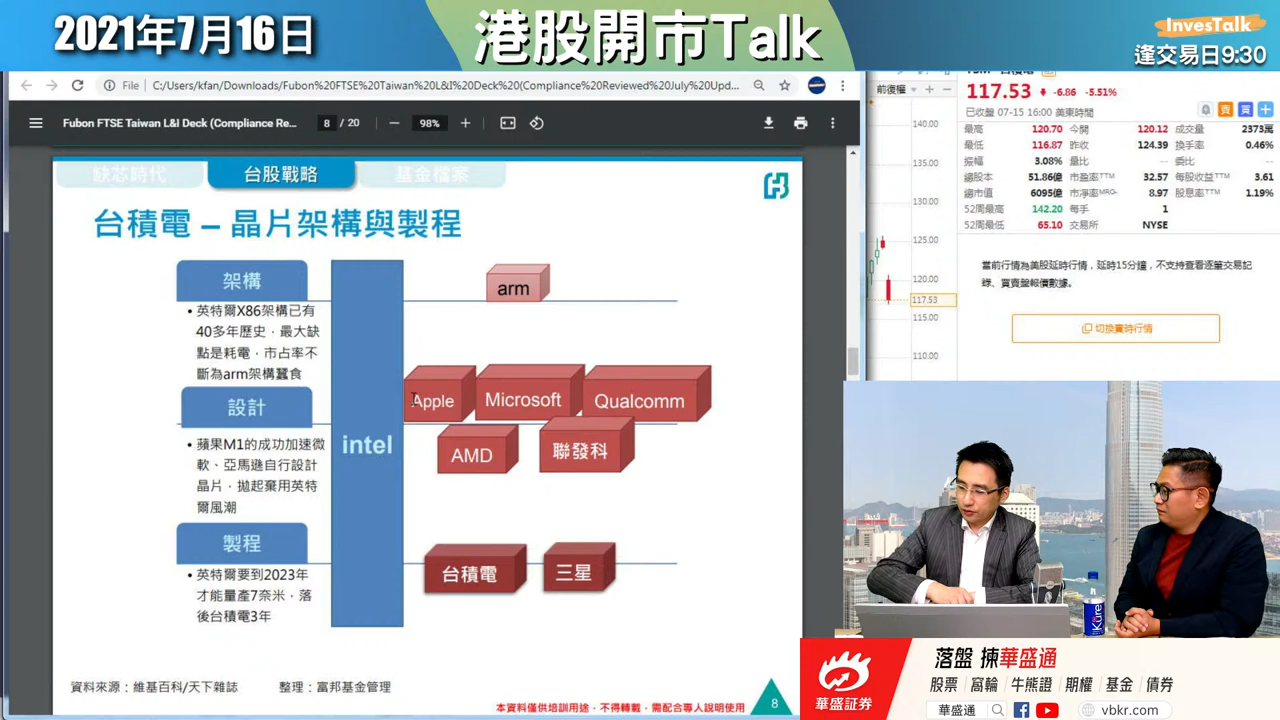 2021年7月16日
港股開市Talk
InvesTalk
逢交易日9:30
File
C:/Users/kfan/Downloads/Fubon%20FTSE%20Taiwan%20L&I%20Deck%20(Compliance%20Reviewed%20July%20Upd...
Fubon FTSE Taiwan L&I Deck (Compliance Re...
8 / 20
98%
缺芯時代
台股戰略
基金檔案
台積電 – 晶片架構與製程
架構
• 英特爾X86架構已有
40多年歷史，最大缺
點是耗電，市占率不
斷為arm架構蠶食
設計
• 蘋果M1的成功加速微
軟、亞馬遜自行設計
晶片，拋起棄用英特
爾風潮
製程
• 英特爾要到2023年
才能量產7奈米，落
後台積電3年
intel
arm
Apple
Microsoft
Qualcomm
AMD
聯發科
台積電
三星
資料來源：維基百科/天下雜誌
整理：富邦基金管理
本資料僅供培訓用途，不得轉載，需配合專人說明使用
8
前復權
140.00
135.00
130.00
125.00
120.00
117.53
115.00
110.00
117.53 -6.86 -5.51%
已收盤 07-15 16:00 美東時間
賣
買
最高 120.70 今開 120.12 成交量 2373萬
最低 116.87 昨收 124.39 換手率 0.46%
振幅 3.08% 量比 -- 委比 --
總股本 51.86億 市盈率TTM 32.57 每股收益TTM 3.61
總市值 6095億 市淨率MRQ 8.97 股息率TTM 1.19%
52周最高 142.20 每手 1
52周最低 65.10 交易所 NYSE
當前行情為美股延時行情，延時15分鐘，不支持查看逐筆交易記
錄、買賣盤報價數據。
切換實時行情
Kure
華盛証券
落盤 揀華盛通
股票 | 窩輪 | 牛熊證 | 期權 | 基金 | 債券
華盛通
vbkr.com